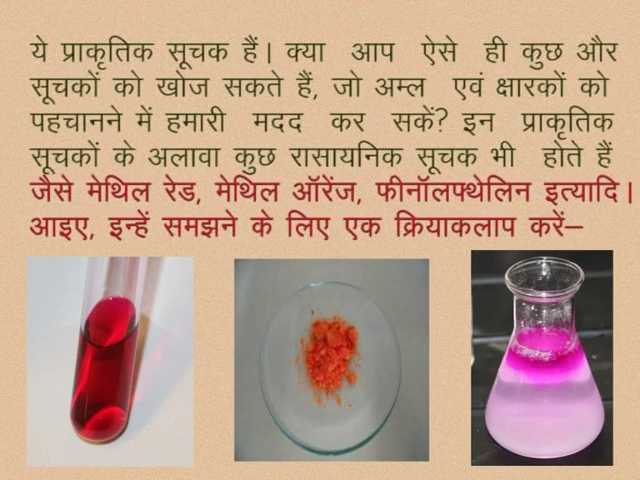 ये प्राकृतिक सूचक हैं। क्या आप ऐसे ही कुछ और
सूचकों को खोज सकते हैं, जो अम्ल एवं क्षारकों को
पहचानने में हमारी मदद कर सकें? इन प्राकृतिक
सूचकों के अलावा कुछ रासायनिक सूचक भी होते हैं
जैसे मेथिल रेड, मेथिल ऑरेंज, फीनॉलफ्थेलिन इत्यादि।
आइए, इन्हें समझने के लिए एक क्रियाकलाप करें—